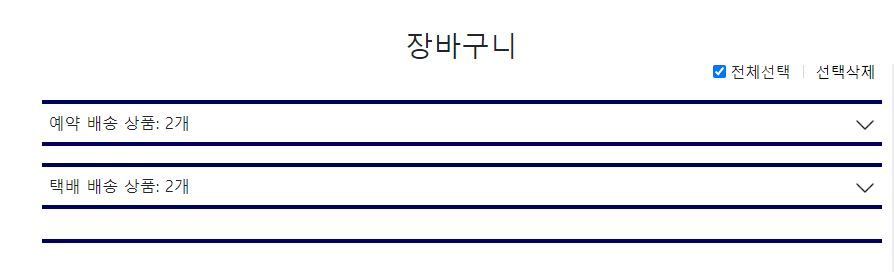 장바구니
전체선택 | 선택삭제
예약 배송 상품: 2개
택배 배송 상품: 2개